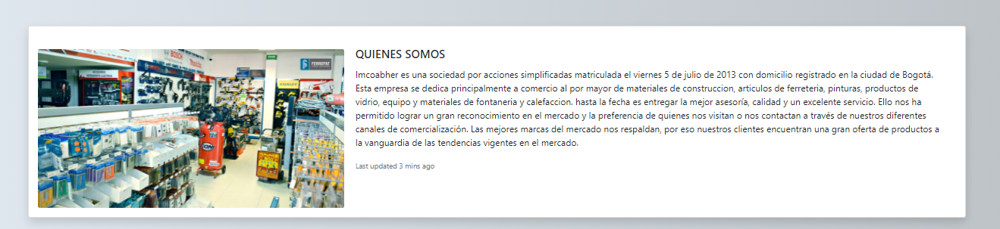 BOSCH
FERREPAT
STANLEY
QUIENES SOMOS
Imcoabher es una sociedad por acciones simplificadas matriculada el viernes 5 de julio de 2013 con domicilio registrado en la ciudad de Bogotá.
Esta empresa se dedica principalmente a comercio al por mayor de materiales de construccion, articulos de ferreteria, pinturas, productos de
vidrio, equipo y materiales de fontaneria y calefaccion. hasta la fecha es entregar la mejor asesoría, calidad y un excelente servicio. Ello nos ha
permitido lograr un gran reconocimiento en el mercado y la preferencia de quienes nos visitan o nos contactan a través de nuestros diferentes
canales de comercialización. Las mejores marcas del mercado nos respaldan, por eso nuestros clientes encuentran una gran oferta de productos a
la vanguardia de las tendencias vigentes en el mercado.
Last updated 3 mins ago